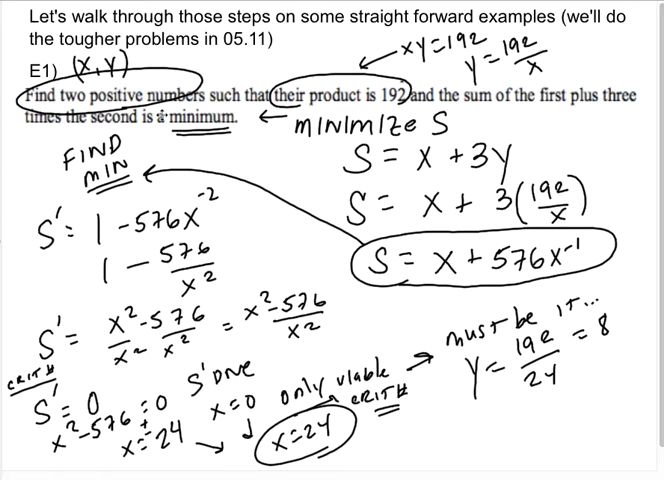 Let's walk through those steps on some straight forward examples (we'll do
the tougher problems in 05.11)
xy=192
y=192/x
E1) (x,y)
Find two positive numbers such that their product is 192 and the sum of the first plus three
times the second is a minimum.
MINIMIZE S
FIND
MIN
S = x + 3y
S = x + 3(192/x)
S = x + 576x⁻¹
S' = 1 - 576x⁻²
1 - 576/x²
S' = x²/x² - 576/x² = x²-576/x²
CRIT #
S' = 0
x²-576=0
x=±24
S' DNE
x=0
only viable
CRIT #
x=24
must be it...
y = 192/24 = 8